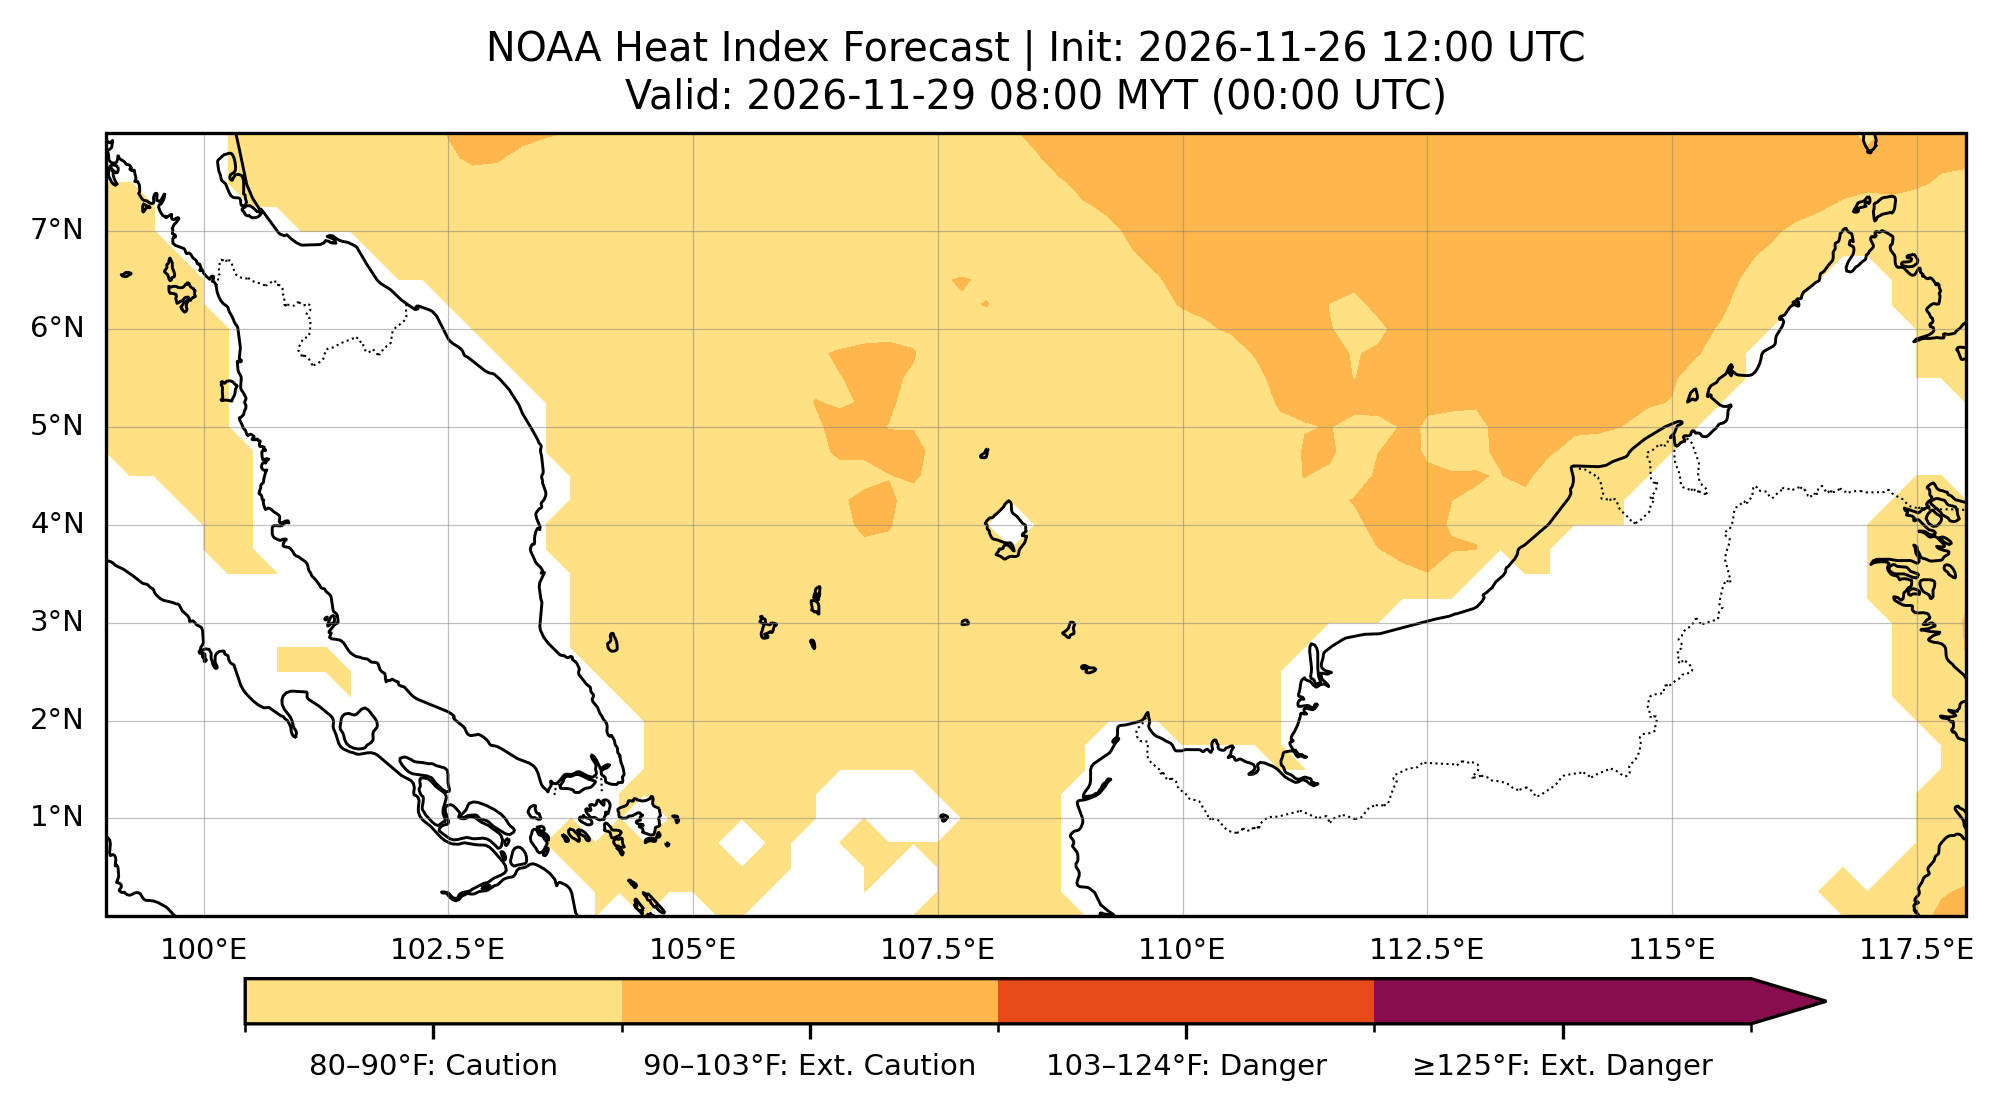 NOAA Heat Index Forecast | Init: 2026-11-26 12:00 UTC
Valid: 2026-11-29 08:00 MYT (00:00 UTC)
7°N
6°N
5°N
4°N
3°N
2°N
1°N
100°E 102.5°E 105°E 107.5°E 110°E 112.5°E 115°E 117.5°E
80–90°F: Caution 90–103°F: Ext. Caution 103–124°F: Danger ≥125°F: Ext. Danger